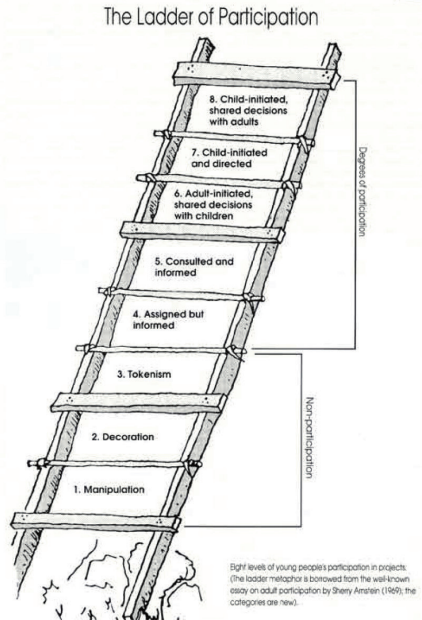 The Ladder of Participation
8. Child-initiated,
shared decisions
with adults
7. Child-initiated
and directed
6. Adult-initiated,
shared decisions
with children
5. Consulted and
informed
4. Assigned but
informed
3. Tokenism
2. Decoration
1. Manipulation
Degrees of participation
Non-participation
Eight levels of young people's participation in projects.
(The ladder metaphor is borrowed from the well-known
essay on adult participation by Sherry Arnstein (1969); the
categories are new).